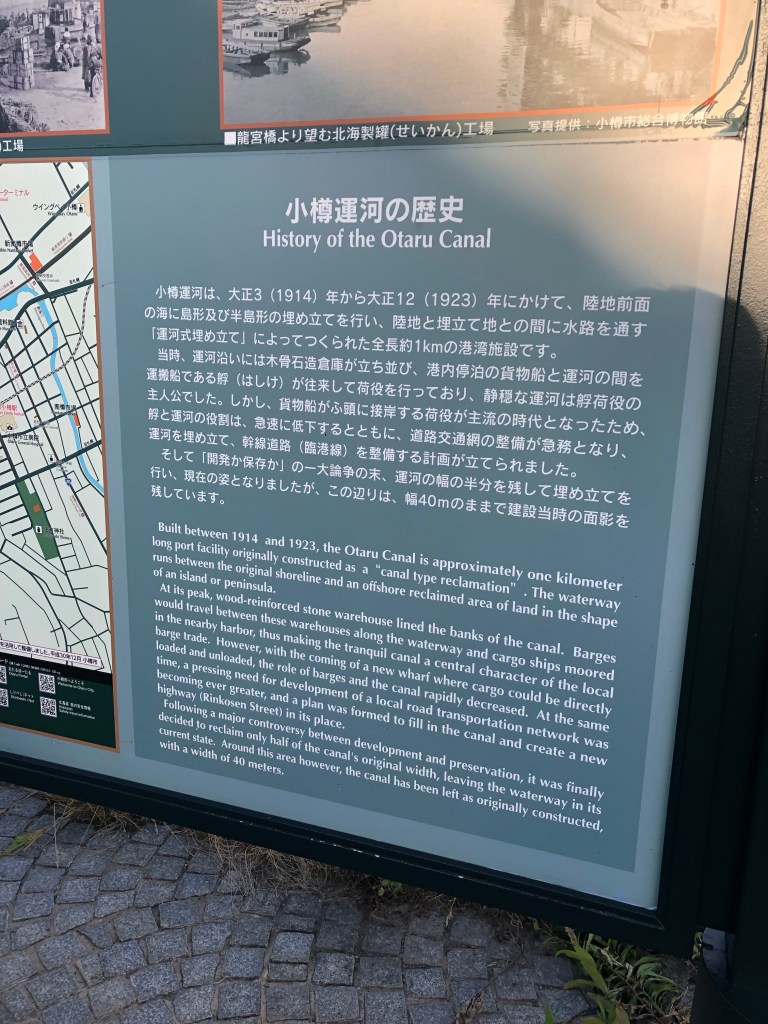 工場
■龍宮橋より望む北海製罐(せいかん)工場
写真提供:小樽市総合博物館
小樽運河の歴史
History of the Otaru Canal
小樽運河は、大正3(1914)年から大正12(1923)年にかけて、陸地前面
の海に島形及び半島形の埋め立てを行い、陸地と埋立て地との間に水路を通す
「運河式埋め立て」によってつくられた全長約1kmの港湾施設です。
当時、運河沿いには木骨石造倉庫が立ち並び、港内停泊の貨物船と運河の間を
運搬船である艀(はしけ)が往来して荷役を行っており、静穏な運河は艀荷役の
主人公でした。しかし、貨物船がふ頭に接岸する荷役が主流の時代となったため、
艀と運河の役割は、急速に低下するとともに、道路交通網の整備が急務となり、
運河を埋め立て、幹線道路(臨港線)を整備する計画が立てられました。
そして「開発か保存か」の一大論争の末、運河の幅の半分を残して埋め立てを
行い、現在の姿となりましたが、この辺りは、幅40mのままで建設当時の面影を
残しています。
Built between 1914 and 1923, the Otaru Canal is approximately one kilometer
long port facility originally constructed as a "canal type reclamation" . The waterway
runs between the original shoreline and an offshore reclaimed area of land in the shape
of an island or peninsula.
At its peak, wood-reinforced stone warehouse lined the banks of the canal. Barges
would travel between these warehouses along the waterway and cargo ships moored
in the nearby harbor, thus making the tranquil canal a central character of the local
barge trade. However, with the coming of a new wharf where cargo could be directly
loaded and unloaded, the role of barges and the canal rapidly decreased. At the same
time, a pressing need for development of a local road transportation network was
becoming ever greater, and a plan was formed to fill in the canal and create a new
highway (Rinkosen Street) in its place.
Following a major controversy between development and preservation, it was finally
decided to reclaim only half of the canal's original width, leaving the waterway in its
current state. Around this area however, the canal has been left as originally constructed,
with a width of 40 meters.
ターミナル
ウイングベイ小樽
Wing Bay Otaru
平成30年12月 小樽市